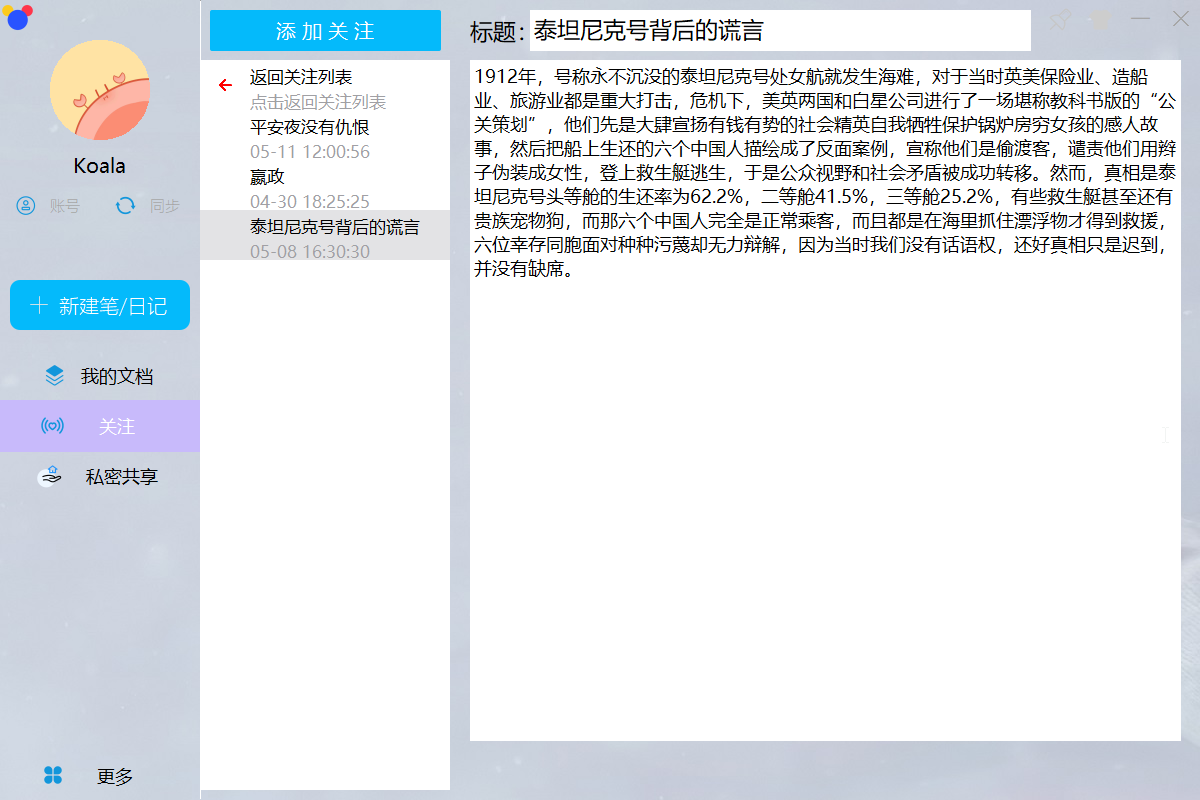 Koala
账号
同步
新建笔/日记
我的文档
关注
私密共享
更多
添加关注
返回关注列表
点击返回关注列表
平安夜没有仇恨
05-11 12:00:56
嬴政
04-30 18:25:25
泰坦尼克号背后的谎言
05-08 16:30:30
标题：泰坦尼克号背后的谎言
1912年，号称永不沉没的泰坦尼克号处女航就发生海难，对于当时英美保险业、造船
业、旅游业都是重大打击，危机下，美英两国和白星公司进行了一场堪称教科书版的“公
关策划”，他们先是大肆宣扬有钱有势的社会精英自我牺牲保护锅炉房穷女孩的感人故
事，然后把船上生还的六个中国人描绘成了反面案例，宣称他们是偷渡客，谴责他们用辫
子伪装成女性，登上救生艇逃生，于是公众视野和社会矛盾被成功转移。然而，真相是泰
坦尼克号头等舱的生还率为62.2%，二等舱41.5%，三等舱25.2%，有些救生艇甚至还有
贵族宠物狗，而那六个中国人完全是正常乘客，而且都是在海里抓住漂浮物才得到救援，
六位幸存同胞面对种种污蔑却无力辩解，因为当时我们没有话语权，还好真相只是迟到，
并没有缺席。